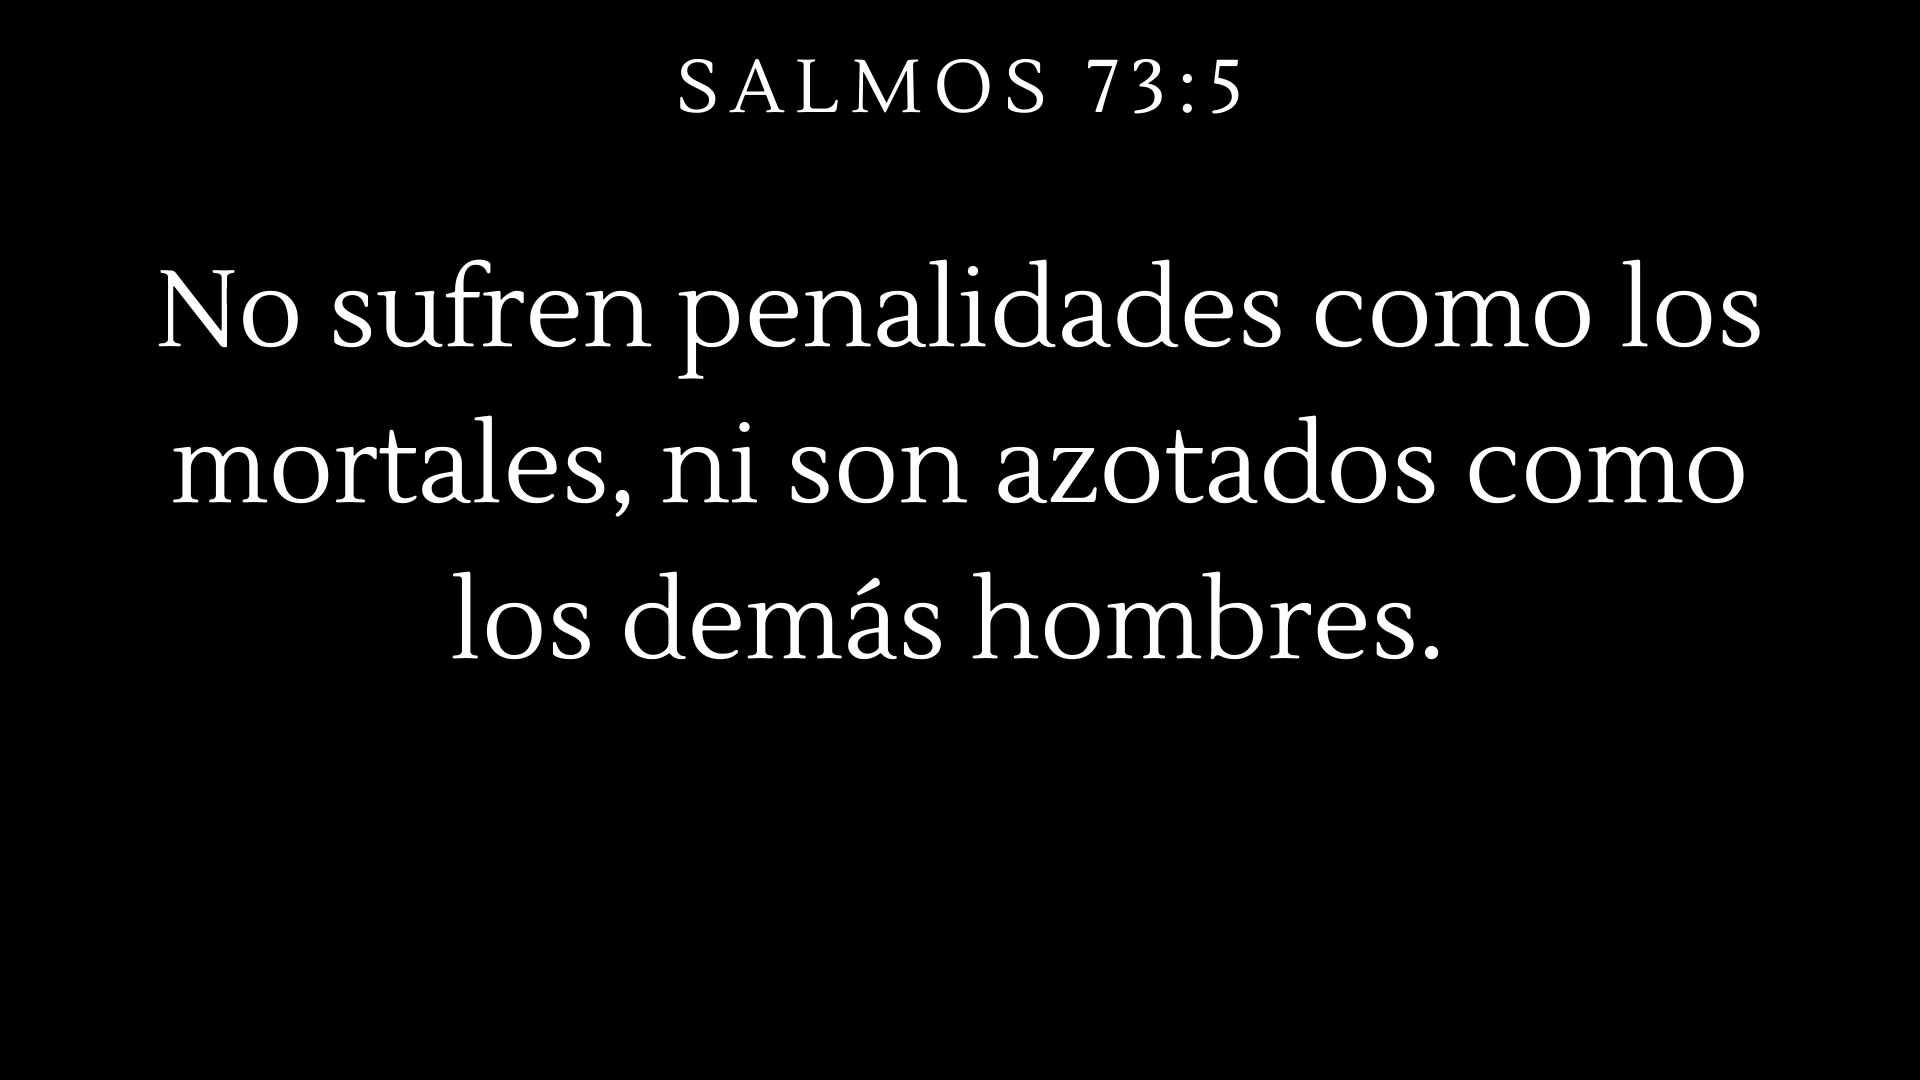 SALMOS 73:5
No sufren penalidades como los
mortales, ni son azotados como
los demás hombres.